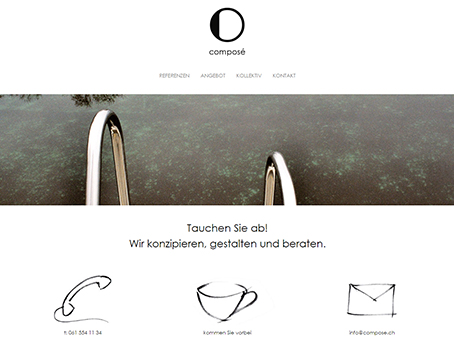 composé
REFERENZEN ANGEBOT KOLLEKTIV KONTAKT
Tauchen Sie ab!
Wir konzipieren, gestalten und beraten.
t: 061 554 11 34
kommen Sie vorbei
info@compose.ch